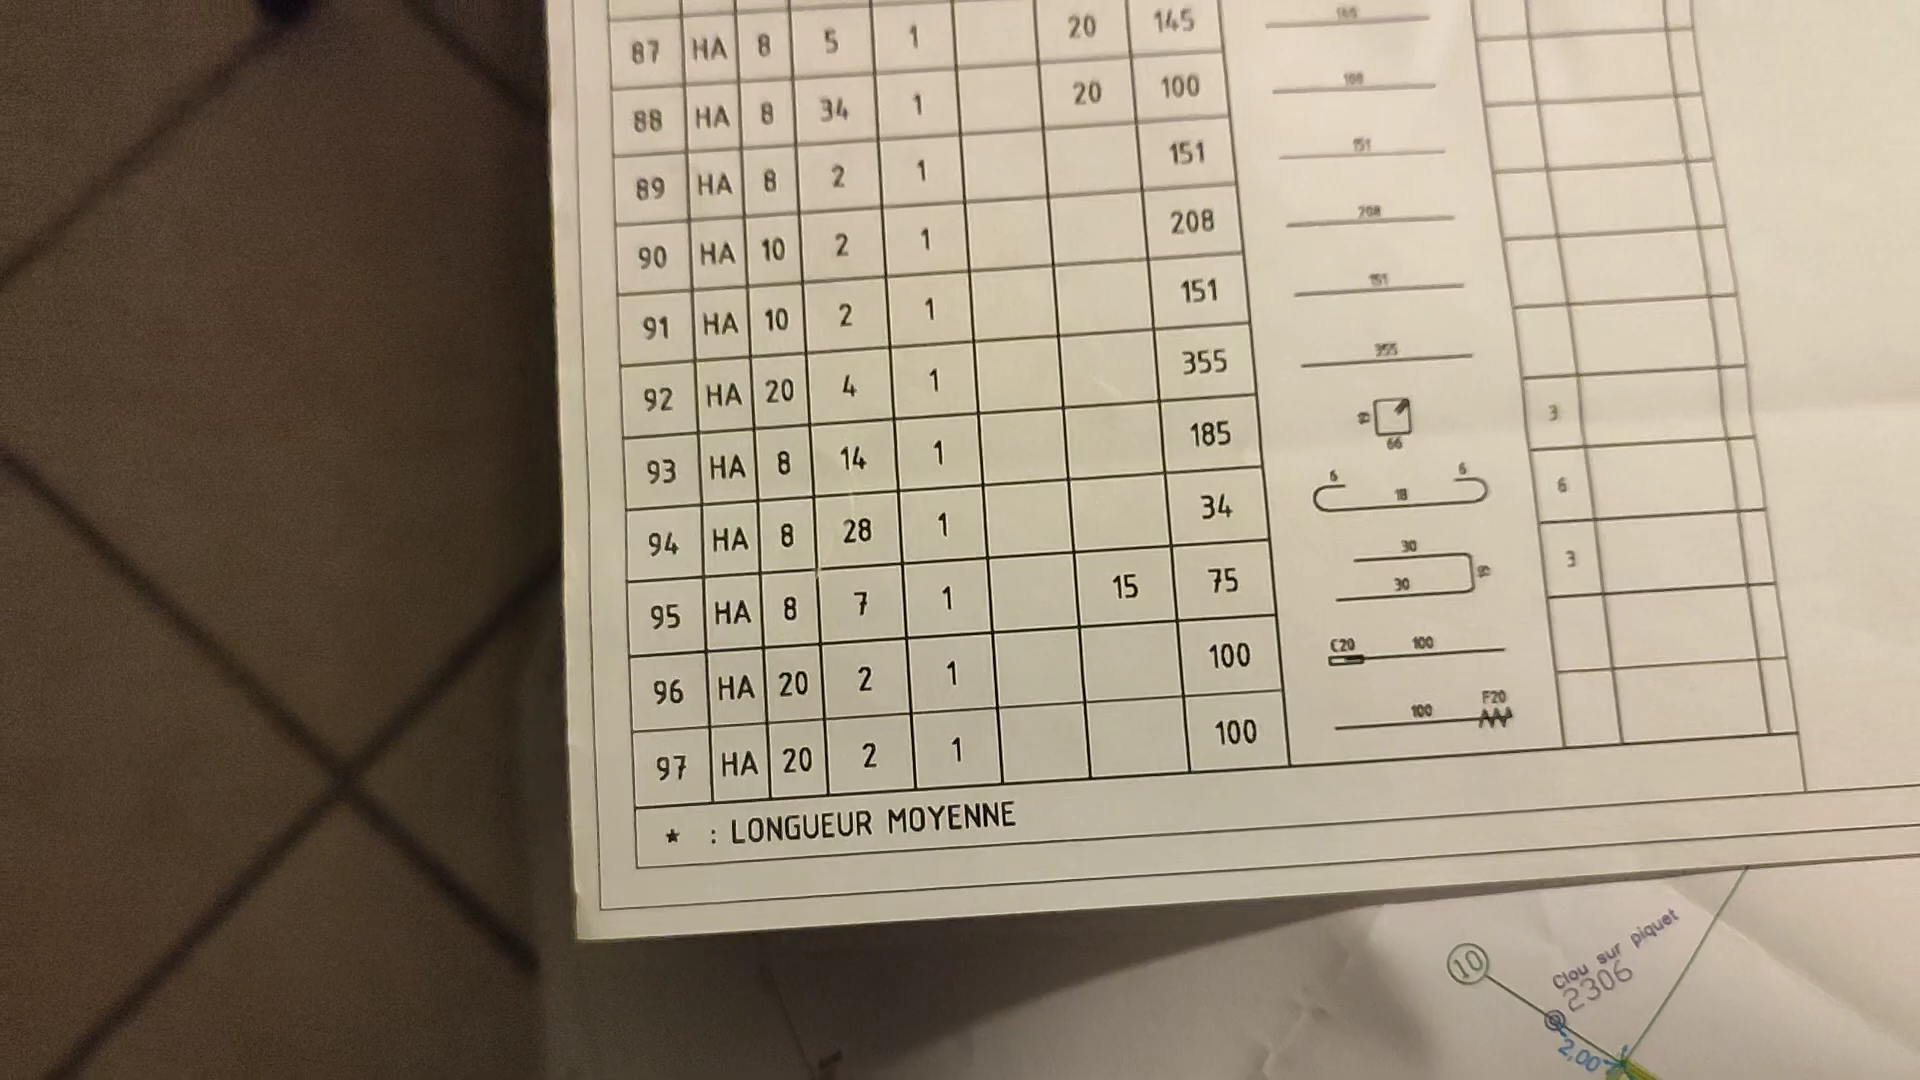 87 HA 8 5 1 20 145 145
88 HA 8 34 1 20 100 100
89 HA 8 2 1 151 151
90 HA 10 2 1 208 208
91 HA 10 2 1 151 151
92 HA 20 4 1 355 355
93 HA 8 14 1 185 66 3
94 HA 8 28 1 34 6 18 6 6
95 HA 8 7 1 15 75 30 30 3
96 HA 20 2 1 100 C20 100
97 HA 20 2 1 100 100 F20
* : LONGUEUR MOYENNE
10
Clou sur piquet
2306
2,00